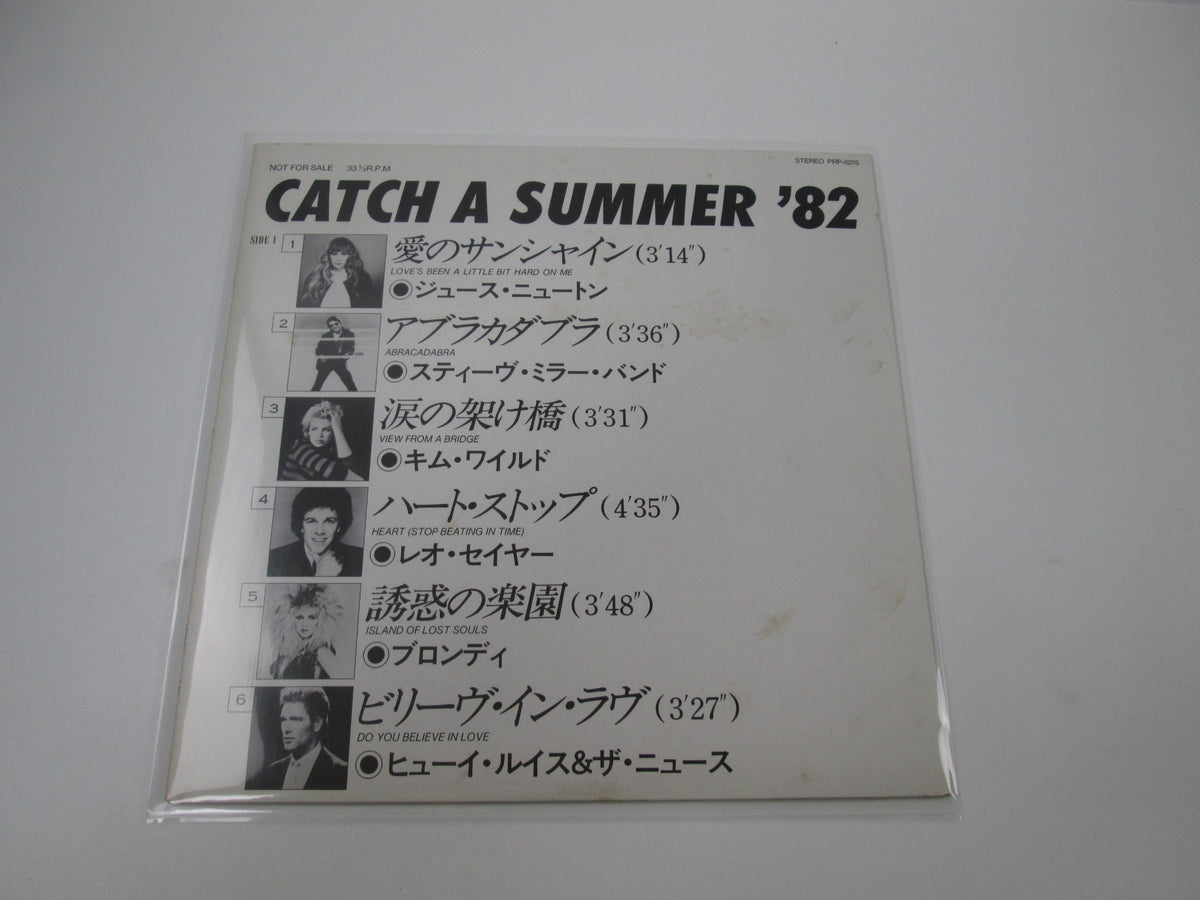 NOT FOR SALE 33⅓R.P.M
STEREO PRP-8215
CATCH A SUMMER '82
SIDE 1
1 愛のサンシャイン(3'14")
LOVE'S BEEN A LITTLE BIT HARD ON ME
●ジュース・ニュートン
2 アブラカダブラ(3'36")
ABRACADABRA
●スティーヴ・ミラー・バンド
3 涙の架け橋(3'31")
VIEW FROM A BRIDGE
●キム・ワイルド
4 ハート・ストップ(4'35")
HEART (STOP BEATING IN TIME)
●レオ・セイヤー
5 誘惑の楽園(3'48")
ISLAND OF LOST SOULS
●ブロンディ
6 ビリーヴ・イン・ラヴ(3'27")
DO YOU BELIEVE IN LOVE
●ヒューイ・ルイス&ザ・ニュース